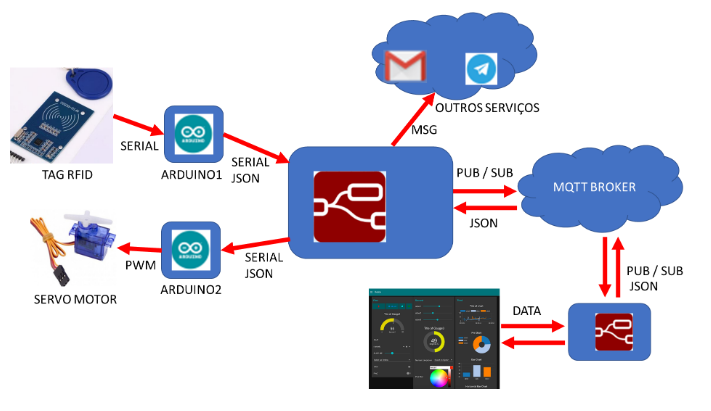 OUTROS SERVIÇOS
MSG
SERIAL
TAG RFID
ARDUINO1
SERIAL
JSON
PUB / SUB
JSON
MQTT BROKER
PWM
SERVO MOTOR
ARDUINO2
SERIAL
JSON
PUB / SUB
JSON
DATA